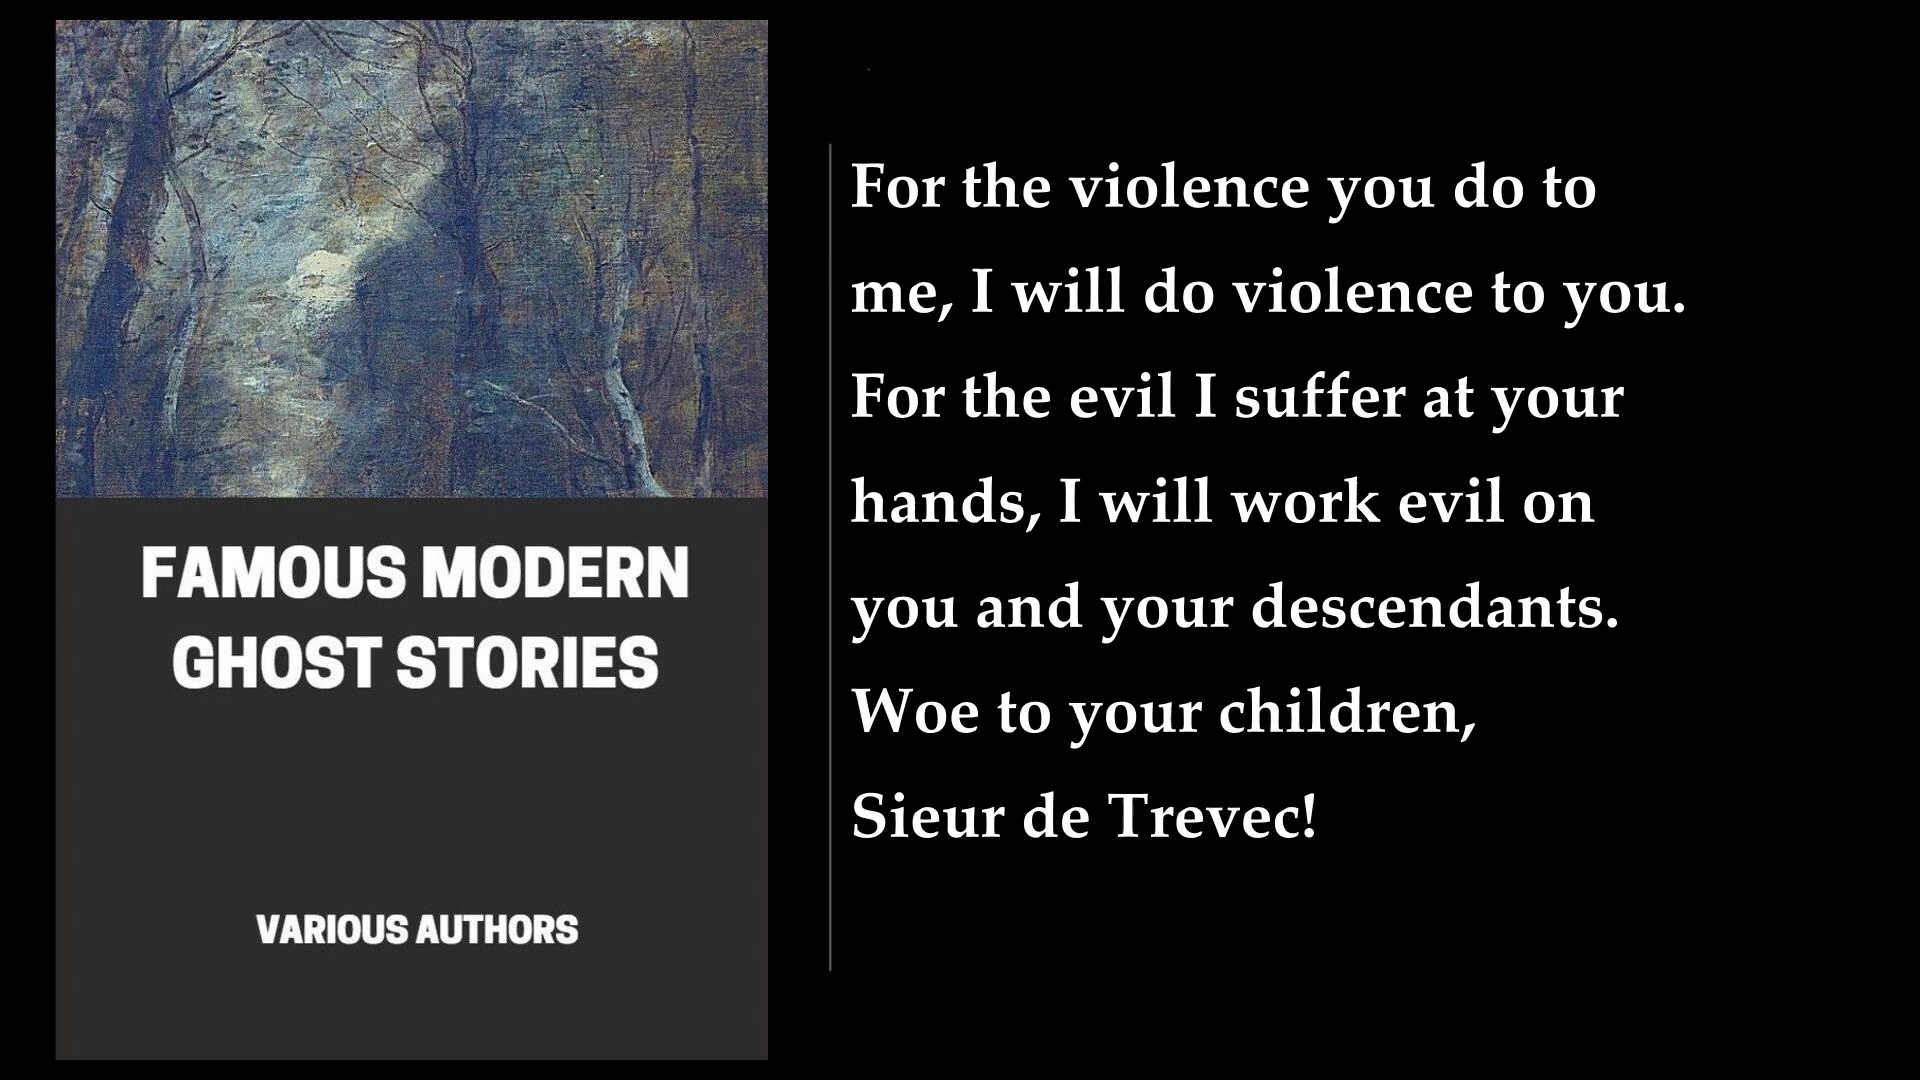 FAMOUS MODERN
GHOST STORIES
VARIOUS AUTHORS
For the violence you do to
me, I will do violence to you.
For the evil I suffer at your
hands, I will work evil on
you and your descendants.
Woe to your children,
Sieur de Trevec!